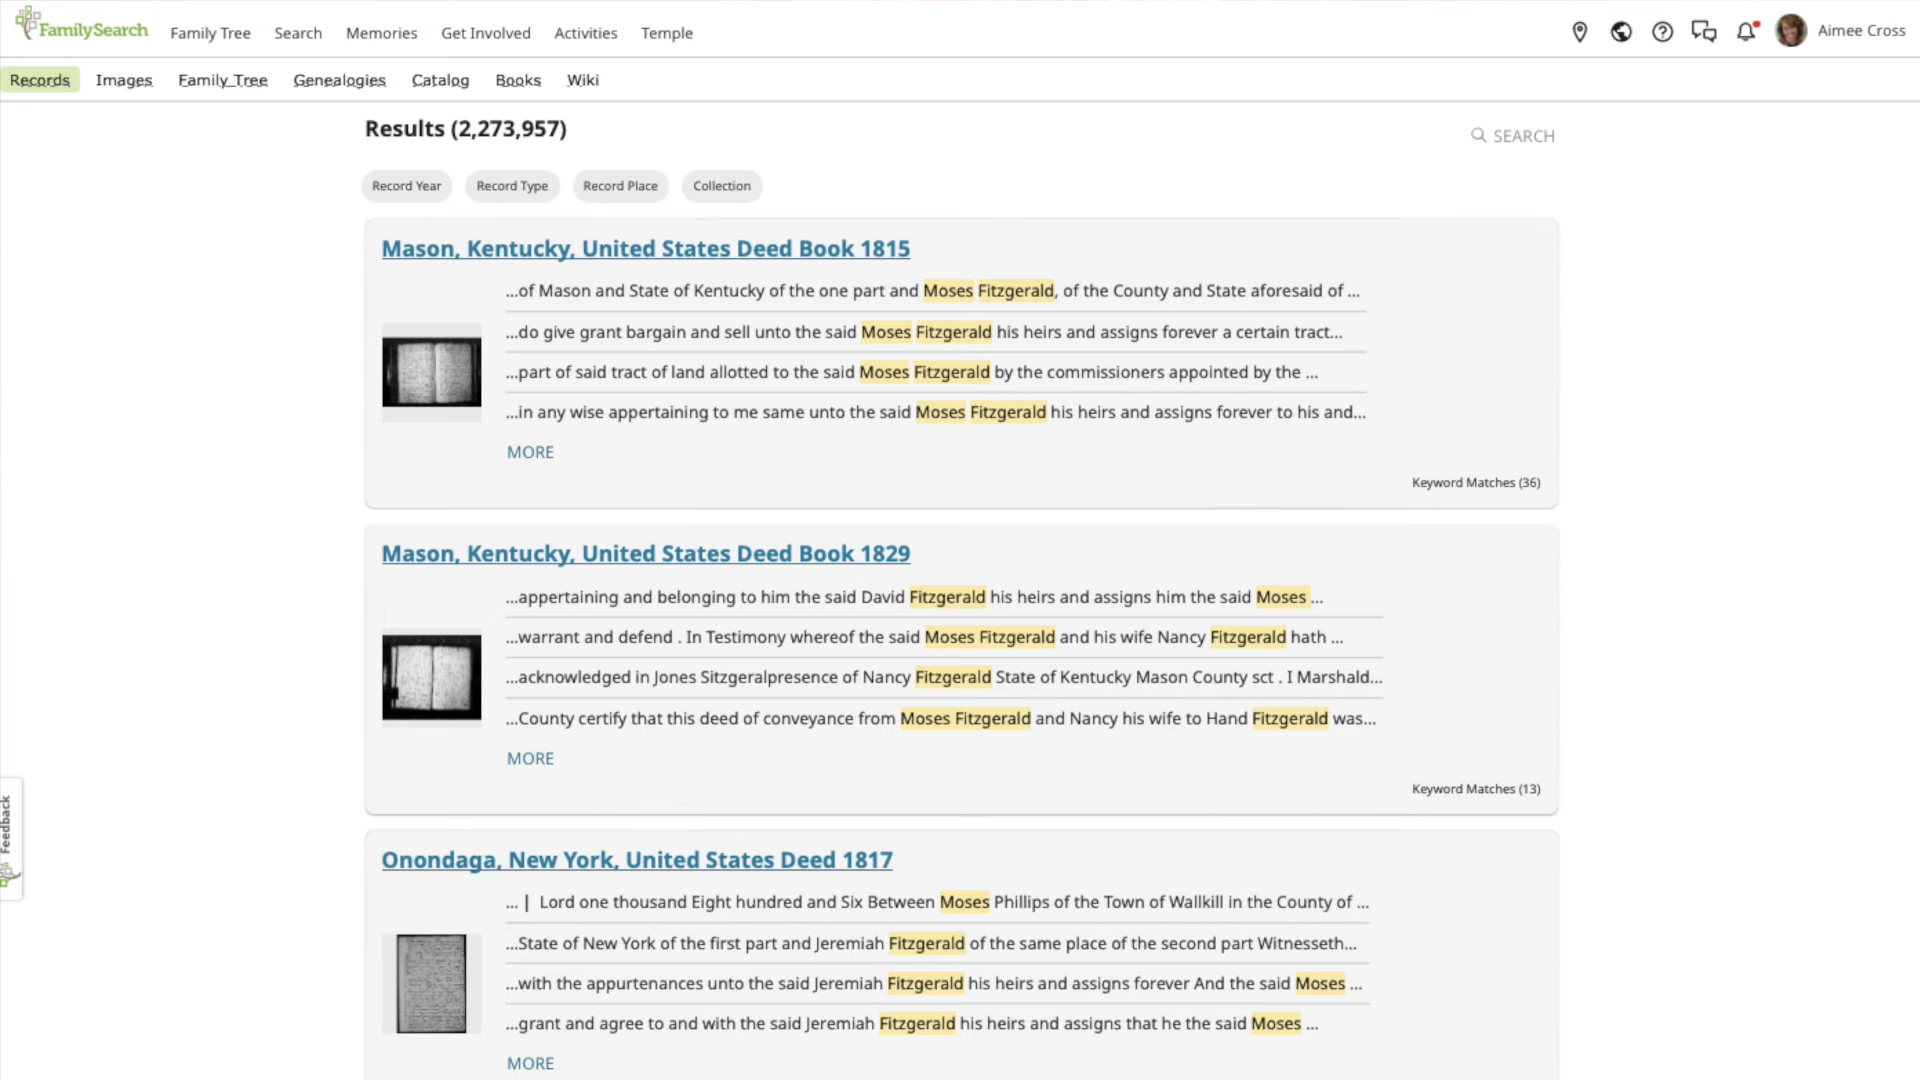 FamilySearch Family Tree Search Memories Get Involved Activities Temple Aimee Cross
Records Images Family Tree Genealogies Catalog Books Wiki
Results (2,273,957)
SEARCH
Record Year Record Type Record Place Collection
Mason, Kentucky, United States Deed Book 1815
...of Mason and State of Kentucky of the one part and Moses Fitzgerald, of the County and State aforesaid of ...
...do give grant bargain and sell unto the said Moses Fitzgerald his heirs and assigns forever a certain tract...
...part of said tract of land allotted to the said Moses Fitzgerald by the commissioners appointed by the ...
...in any wise appertaining to me same unto the said Moses Fitzgerald his heirs and assigns forever to his and...
MORE
Keyword Matches (36)
Mason, Kentucky, United States Deed Book 1829
...appertaining and belonging to him the said David Fitzgerald his heirs and assigns him the said Moses ...
...warrant and defend . In Testimony whereof the said Moses Fitzgerald and his wife Nancy Fitzgerald hath ...
...acknowledged in Jones Sitzgeralpresence of Nancy Fitzgerald State of Kentucky Mason County sct . I Marshald...
...County certify that this deed of conveyance from Moses Fitzgerald and Nancy his wife to Hand Fitzgerald was...
MORE
Keyword Matches (13)
Feedback
Onondaga, New York, United States Deed 1817
... | Lord one thousand Eight hundred and Six Between Moses Phillips of the Town of Wallkill in the County of ...
...State of New York of the first part and Jeremiah Fitzgerald of the same place of the second part Witnesseth...
...with the appurtenances unto the said Jeremiah Fitzgerald his heirs and assigns forever And the said Moses ...
...grant and agree to and with the said Jeremiah Fitzgerald his heirs and assigns that he the said Moses ...
MORE